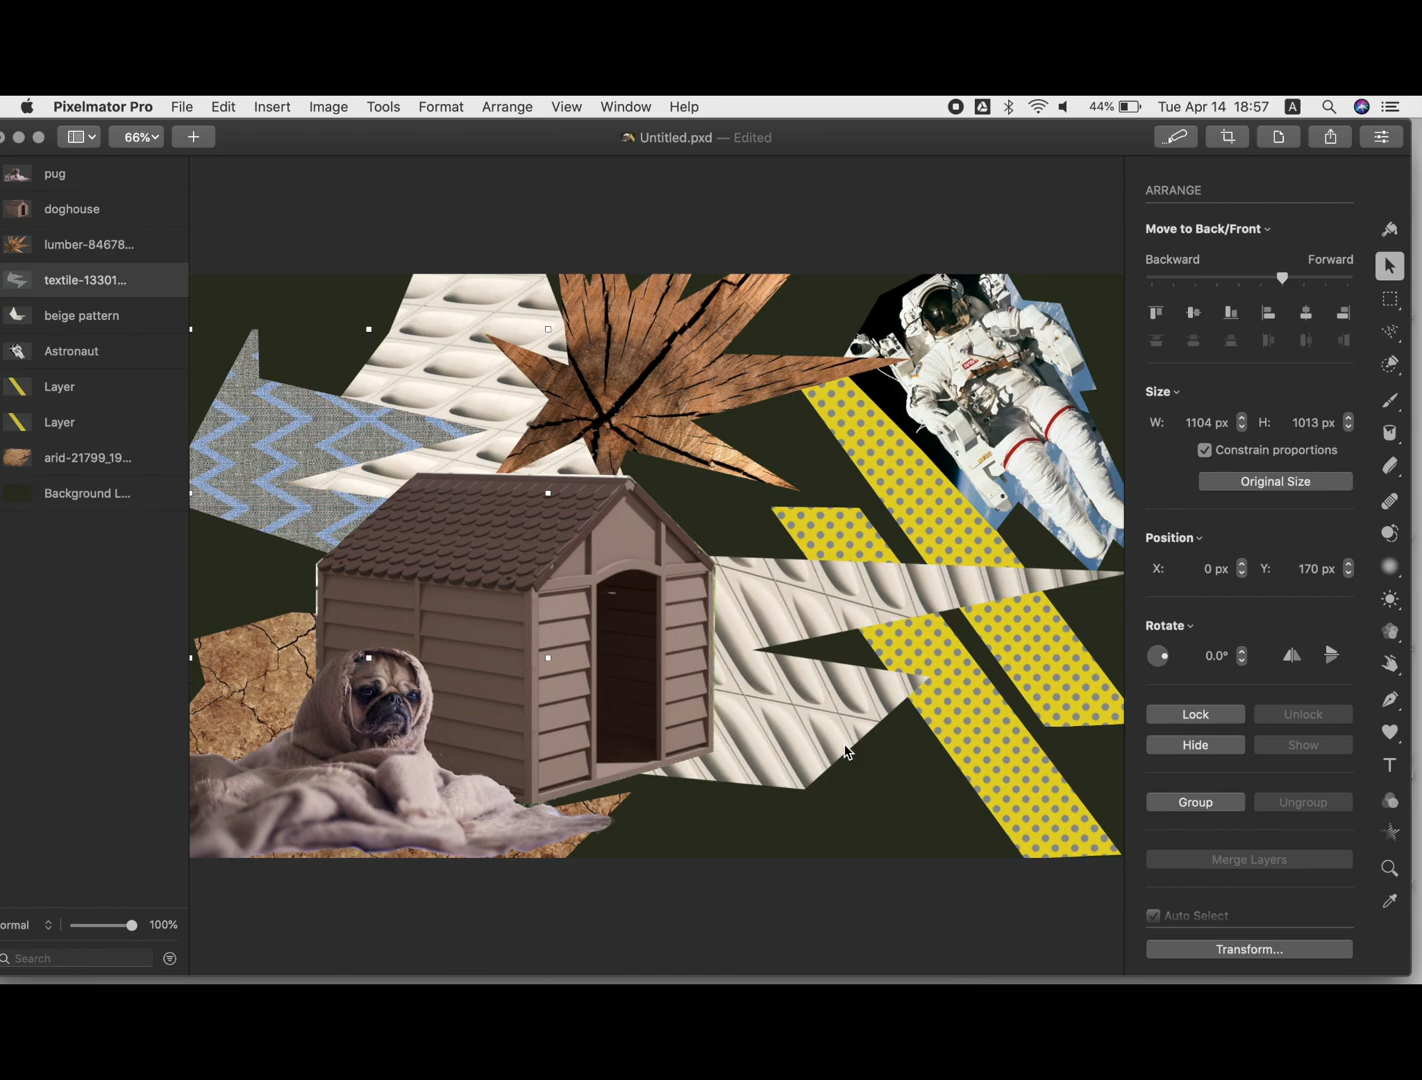 Pixelmator Pro File Edit Insert Image Tools Format Arrange View Window Help 44% Tue Apr 14 18:57 A
66% Untitled.pxd — Edited
pug
doghouse
lumber-84678...
textile-13301...
beige pattern
Astronaut
Layer
Layer
arid-21799_19...
Background L...
ormal 100%
Search
ARRANGE
Move to Back/Front
Backward Forward
Size
W: 1104 px H: 1013 px
Constrain proportions
Original Size
Position
X: 0 px Y: 170 px
Rotate
0.0°
Lock Unlock
Hide Show
Group Ungroup
Merge Layers
Auto Select
Transform...
T